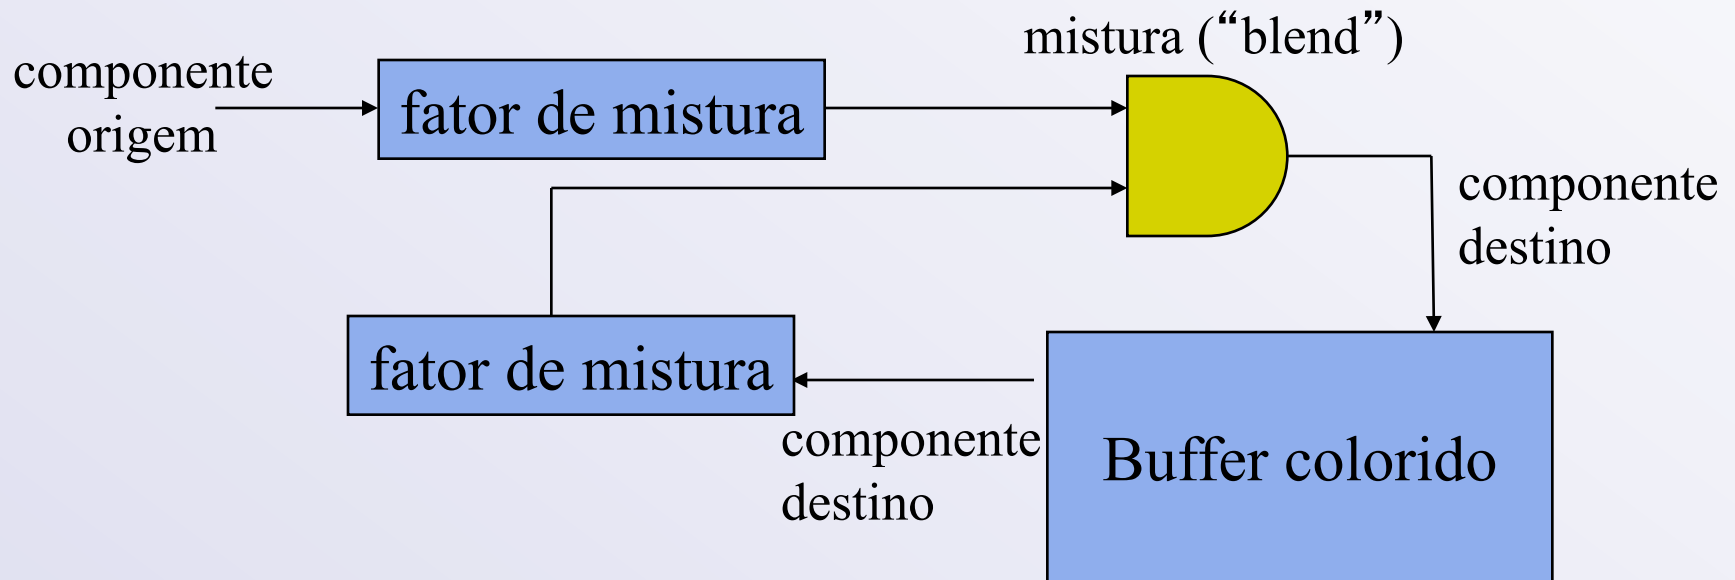 mistura (“blend”)
componente
origem
fator de mistura
componente
destino
fator de mistura
componente
destino
Buffer colorido